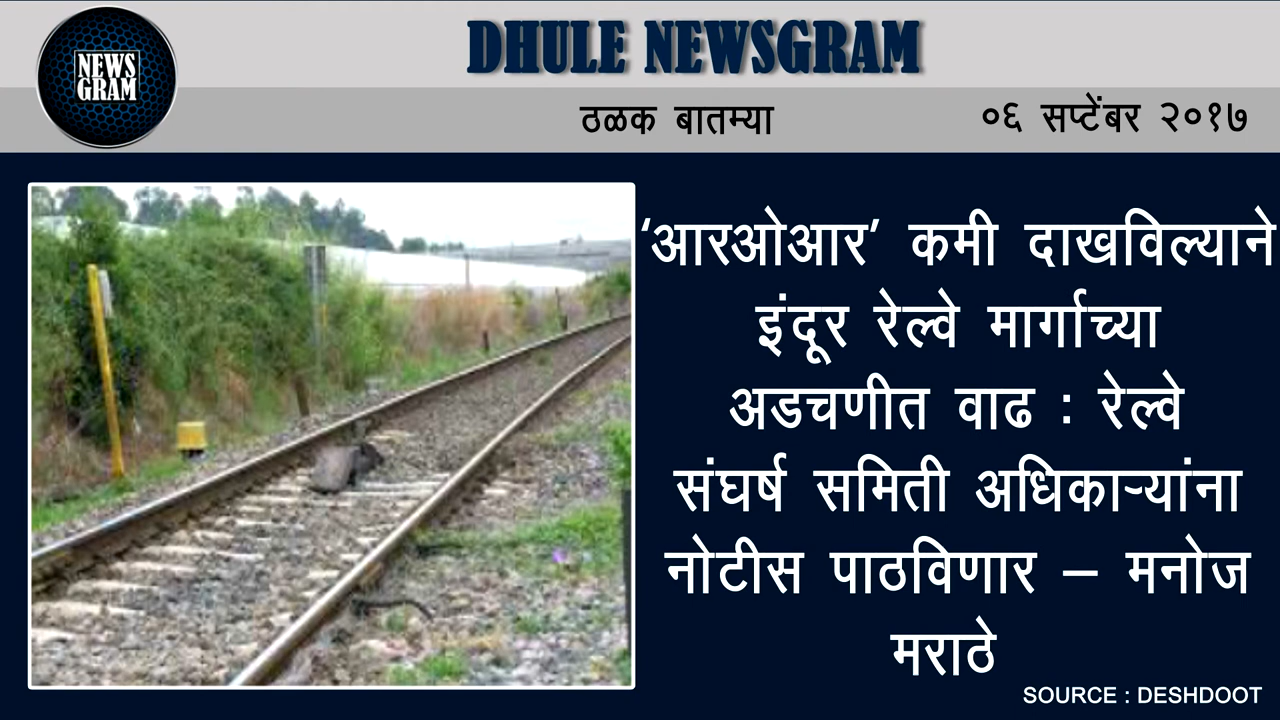 NEWS
GRAM
DHULE NEWSGRAM
ठळक बातम्या
०६ सप्टेंबर २०१७
‘आरओआर’ कमी दाखविल्याने
इंदूर रेल्वे मार्गाच्या
अडचणीत वाढ : रेल्वे
संघर्ष समिती अधिकाऱ्यांना
नोटीस पाठविणार – मनोज
मराठे
SOURCE : DESHDOOT